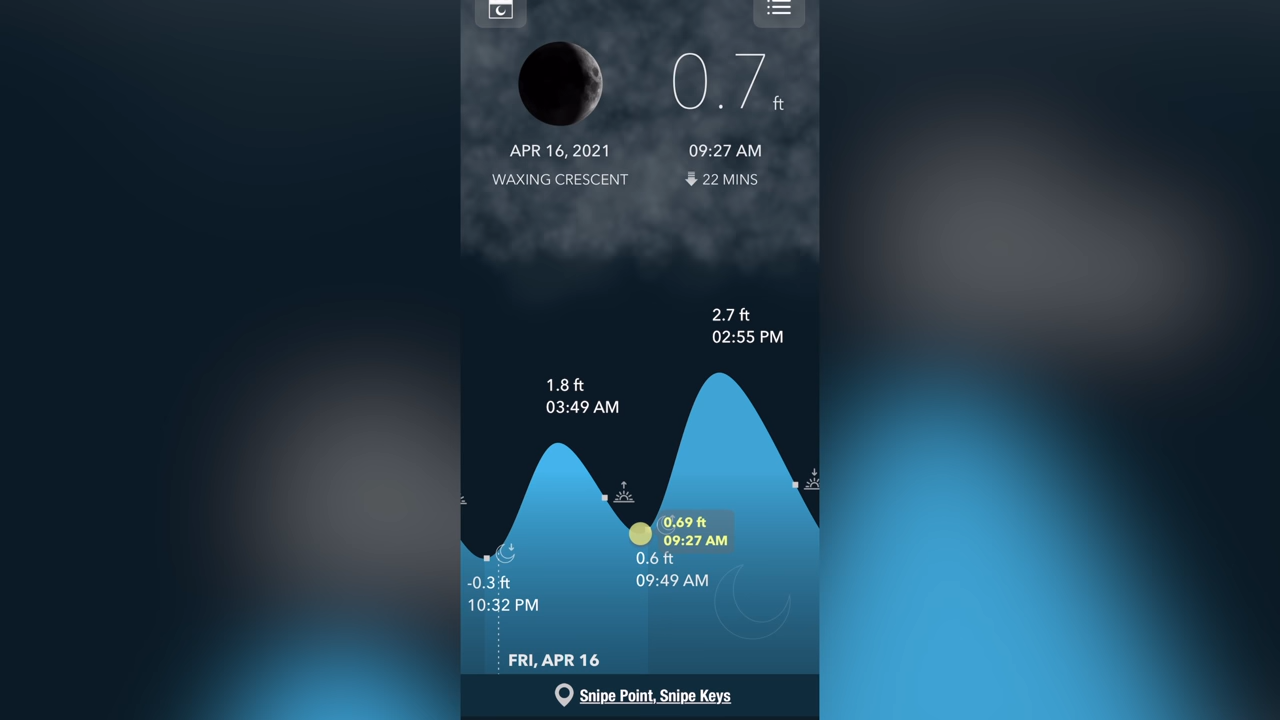 0.7 ft
APR 16, 2021
09:27 AM
WAXING CRESCENT
22 MINS
2.7 ft
02:55 PM
1.8 ft
03:49 AM
0.69 ft
09:27 AM
0.6 ft
09:49 AM
-0.3 ft
10:32 PM
FRI, APR 16
Snipe Point, Snipe Keys